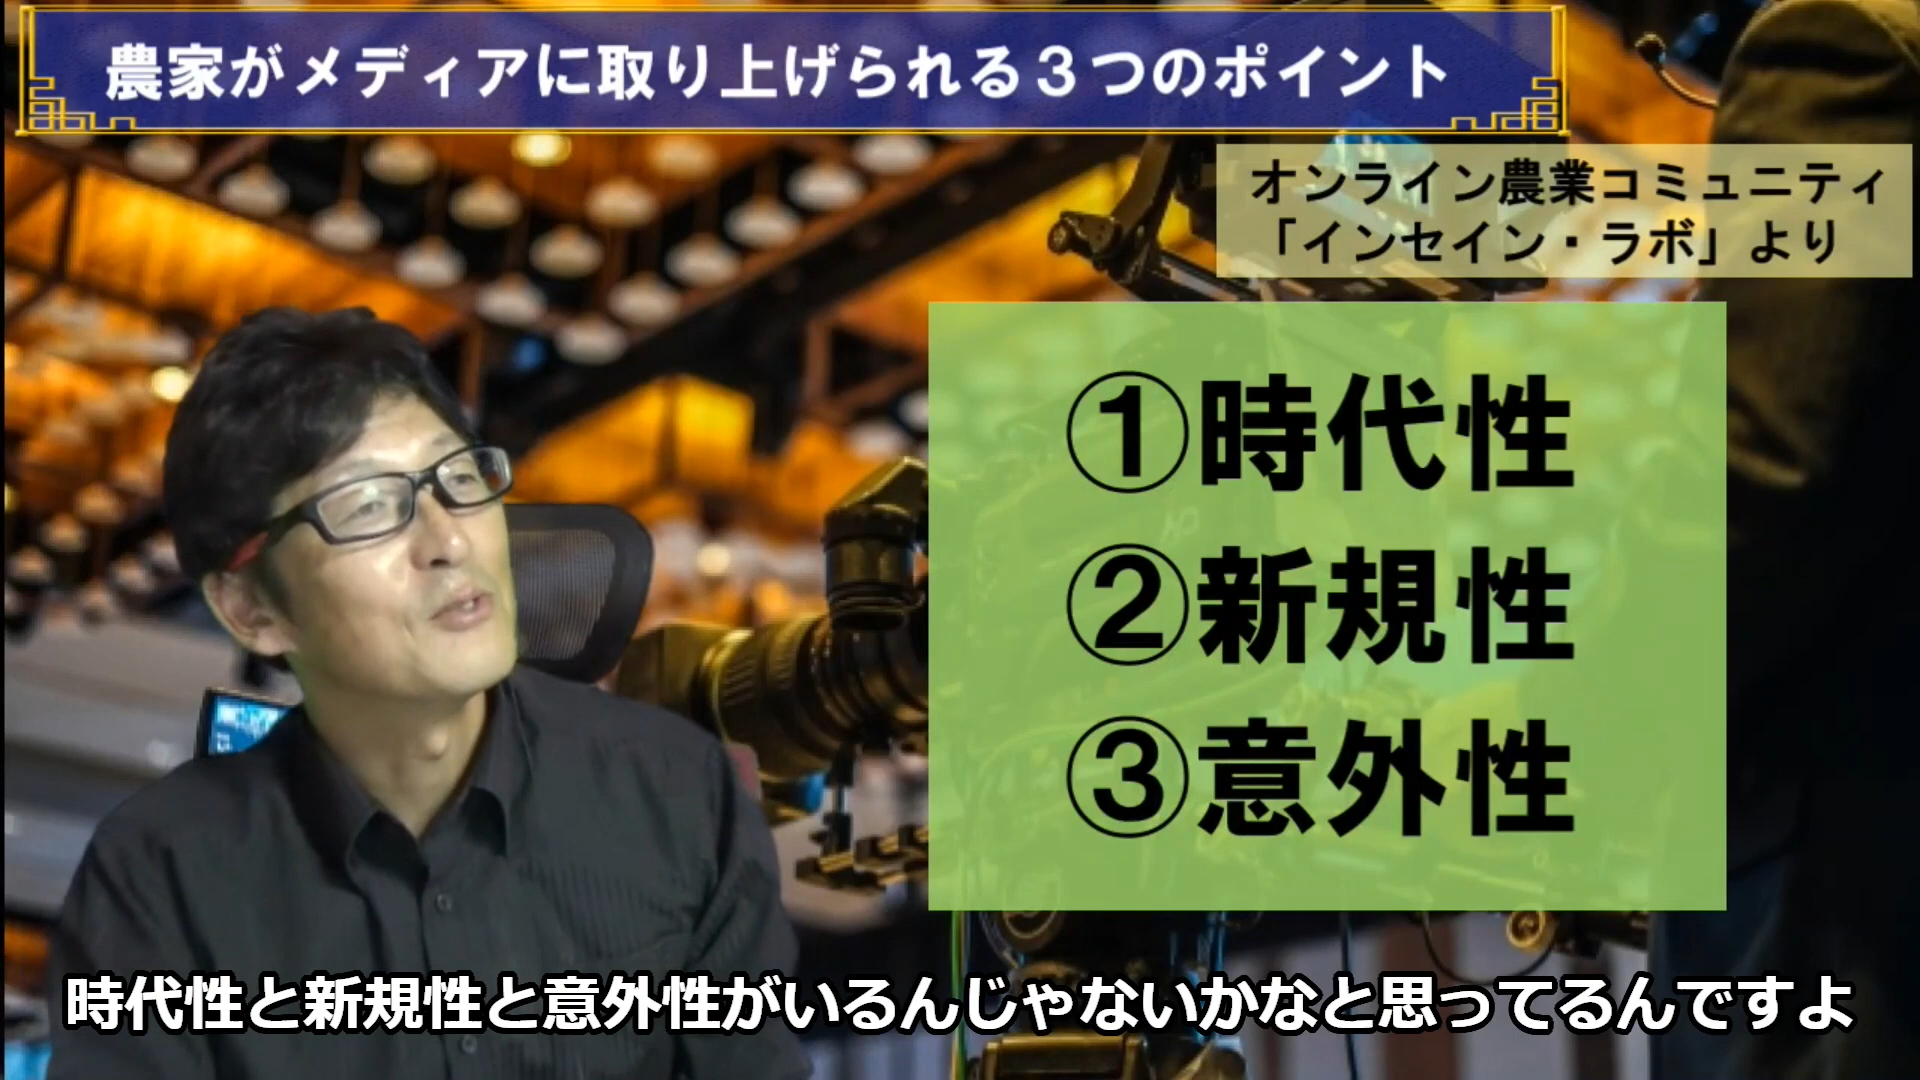 農家がメディアに取り上げられる３つのポイント
オンライン農業コミュニティ
「インセイン・ラボ」より
①時代性
②新規性
③意外性
時代性と新規性と意外性がいるんじゃないかなと思ってるんですよ